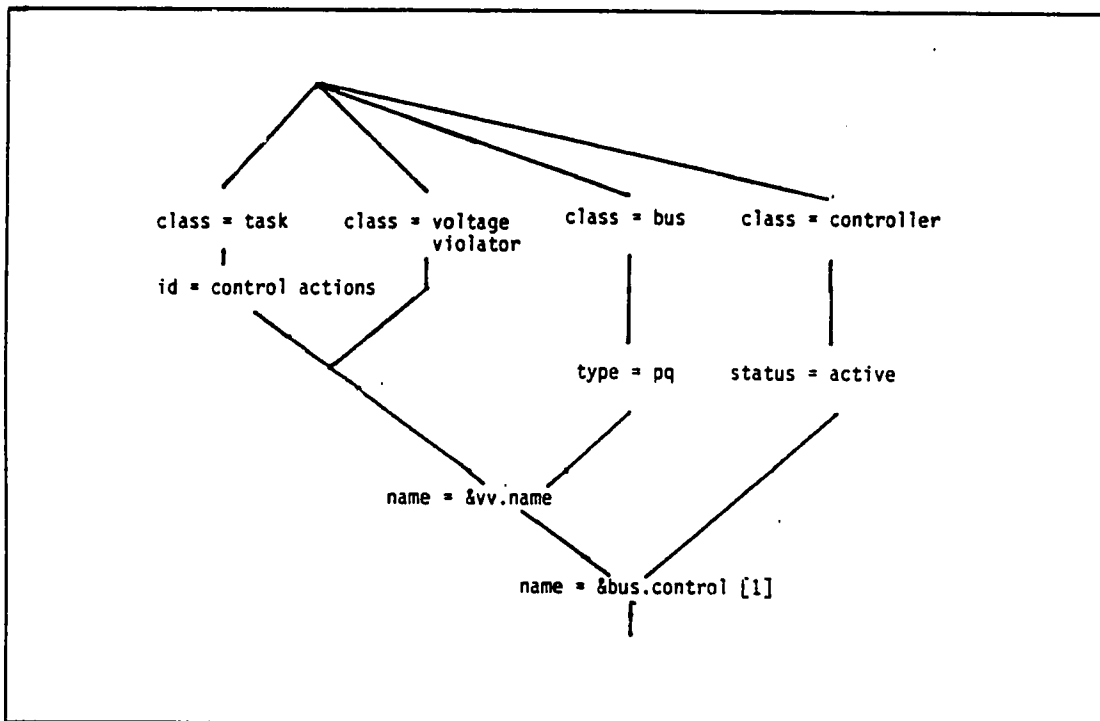 class = task
class = voltage
violator
class = bus
class = controller
id = control actions
type = pq
status = active
name = &vv.name
name = &bus.control [1]